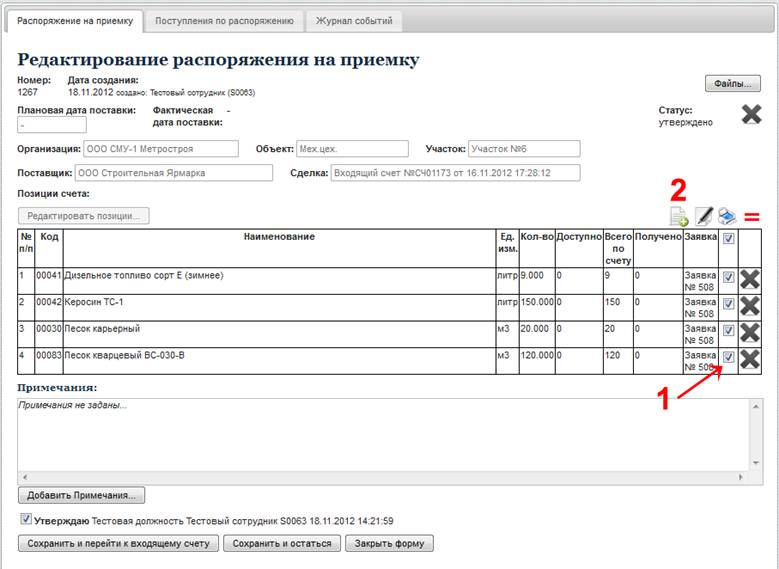 Распоряжение на приемку Поступления по распоряжению Журнал событий
Редактирование распоряжения на приемку
Номер: Дата создания:
1267 18.11.2012 создано: Тестовый сотрудник (S0063) Файлы...
Плановая дата поставки: Фактическая - Статус:
- дата поставки: утверждено
Организация: ООО СМУ-1 Метростроя Объект: Мех.цех. Участок: Участок №6
Поставщик: ООО Строительная Ярмарка Сделка: Входящий счет №СЧ01173 от 16.11.2012 17:28:12
Позиции счета: 2
Редактировать позиции...
№ Код Наименование Ед. Кол-во Доступно Всего Получено Заявка
п/п изм. по
счету
1 00041 Дизельное топливо сорт Е (зимнее) литр 9.000 0 9 0 Заявка
№ 508
2 00042 Керосин ТС-1 литр 150.000 0 150 0 Заявка
№ 508
3 00030 Песок карьерный м3 20.000 0 20 0 Заявка
№ 508
4 00083 Песок кварцевый ВС-030-В м3 120.000 0 120 0 Заявка
№ 508
Примечания: 1
Примечания не заданы...
Добавить Примечания...
Утверждаю Тестовая должность Тестовый сотрудник S0063 18.11.2012 14:21:59
Сохранить и перейти к входящему счету Сохранить и остаться Закрыть форму